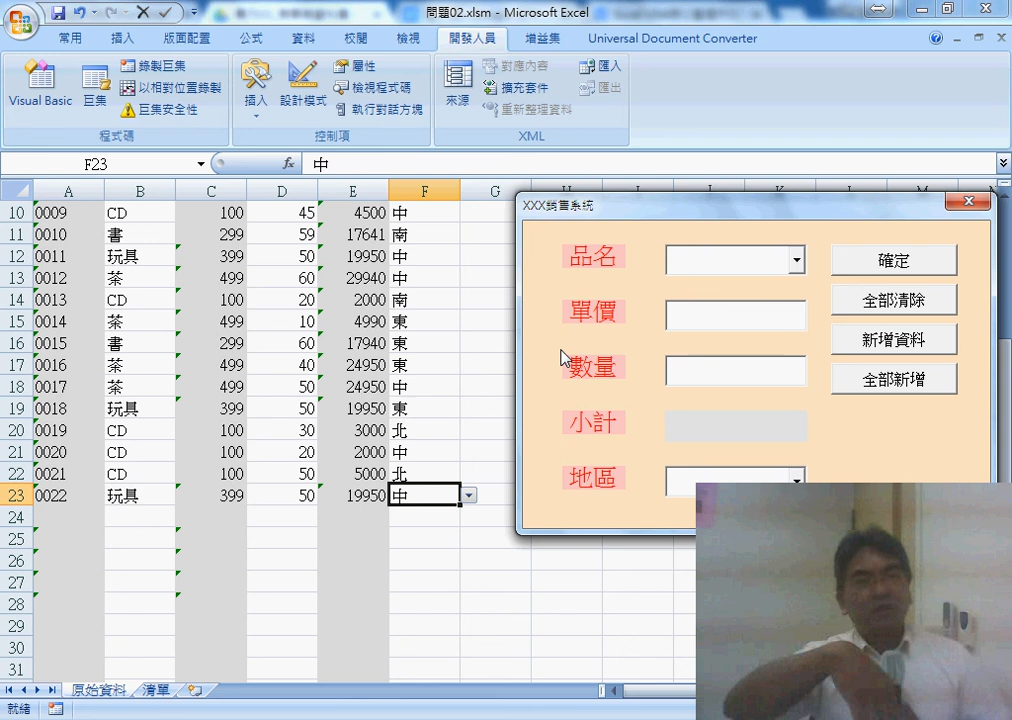 問題02.xlsm - Microsoft Excel
常用 插入 版面配置 公式 資料 校閱 檢視 開發人員 增益集 Universal Document Converter
Visual Basic 巨集 錄製巨集 以相對位置錄製 巨集安全性
插入 設計模式 屬性 檢視程式碼 執行對話方塊
來源 對應內容 擴充套件 重新整理資料 匯入 匯出
程式碼 控制項 XML
F23 fx 中
A B C D E F G
10 0009 CD 100 45 4500 中
11 0010 書 299 59 17641 南
12 0011 玩具 399 50 19950 中
13 0012 茶 499 60 29940 中
14 0013 CD 100 20 2000 南
15 0014 茶 499 10 4990 東
16 0015 書 299 60 17940 東
17 0016 茶 499 40 24950 東
18 0017 茶 499 50 24950 中
19 0018 玩具 399 50 19950 東
20 0019 CD 100 30 3000 北
21 0020 CD 100 20 2000 中
22 0021 CD 100 50 5000 北
23 0022 玩具 399 50 19950 中
24
25
26
27
28
29
30
31
XXX銷售系統
品名 確定
全部清除
單價
新增資料
數量
全部新增
小計
地區
原始資料 清單
就緒